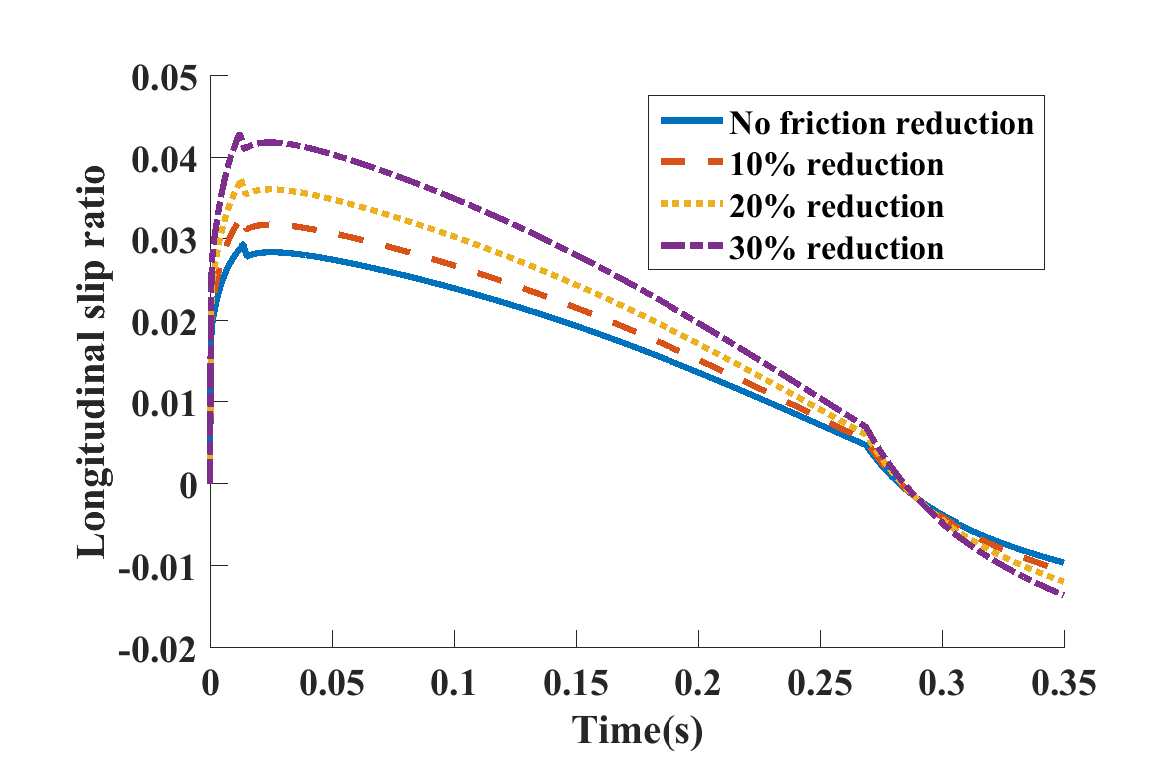 0.05
0.04
0.03
0.02
0.01
0
-0.01
-0.02
Longitudinal slip ratio
No friction reduction
10% reduction
20% reduction
30% reduction
0 0.05 0.1 0.15 0.2 0.25 0.3 0.35
Time(s)